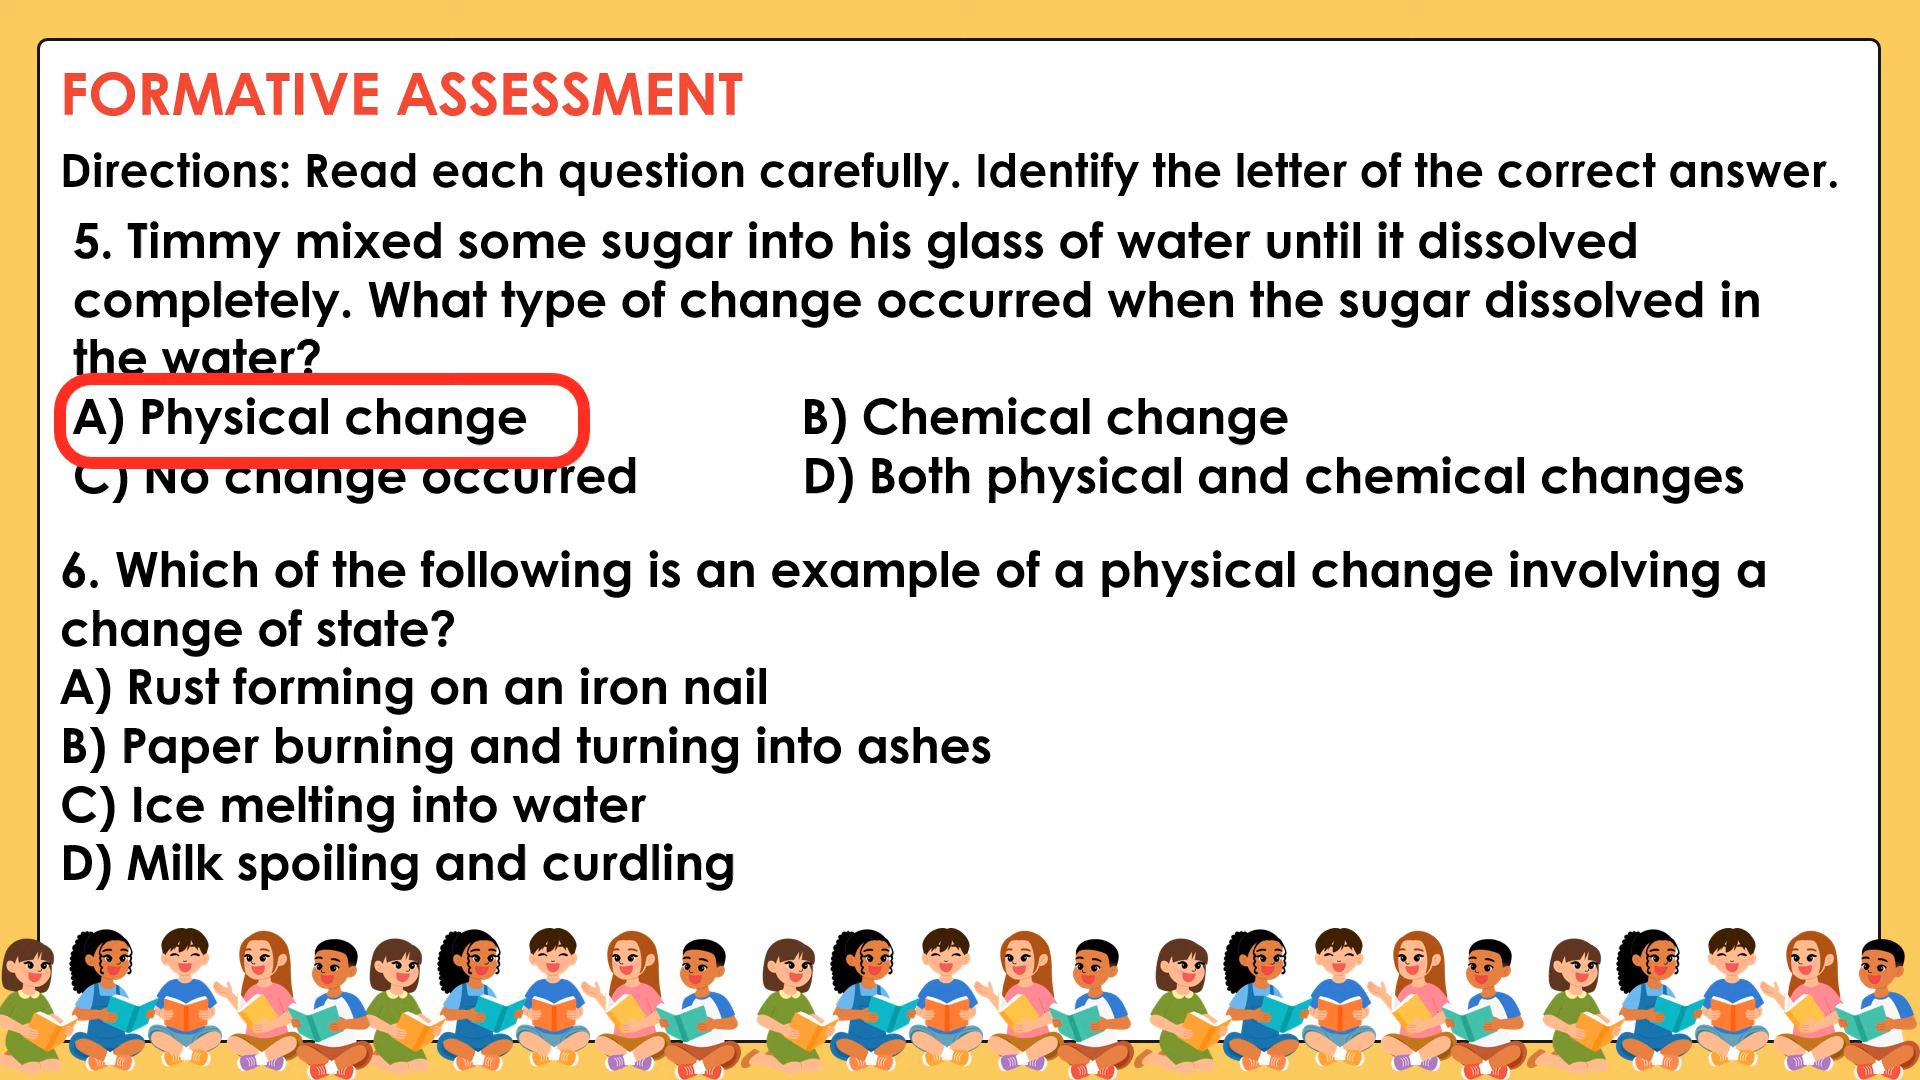 FORMATIVE ASSESSMENT
Directions: Read each question carefully. Identify the letter of the correct answer.
5. Timmy mixed some sugar into his glass of water until it dissolved
completely. What type of change occurred when the sugar dissolved in
the water?
A) Physical change B) Chemical change
C) No change occurred D) Both physical and chemical changes
6. Which of the following is an example of a physical change involving a
change of state?
A) Rust forming on an iron nail
B) Paper burning and turning into ashes
C) Ice melting into water
D) Milk spoiling and curdling